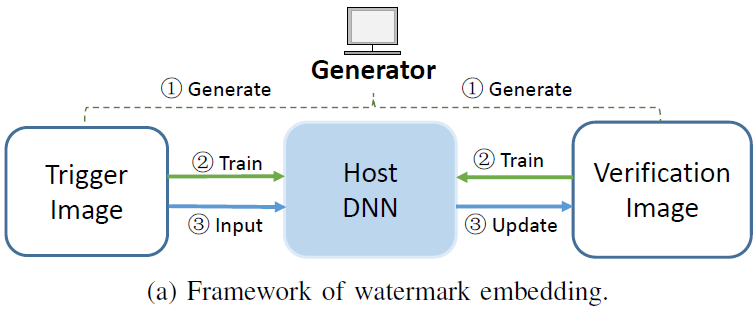 Generator
① Generate
① Generate
Trigger
Image
② Train
③ Input
Host
DNN
② Train
③ Update
Verification
Image
(a) Framework of watermark embedding.